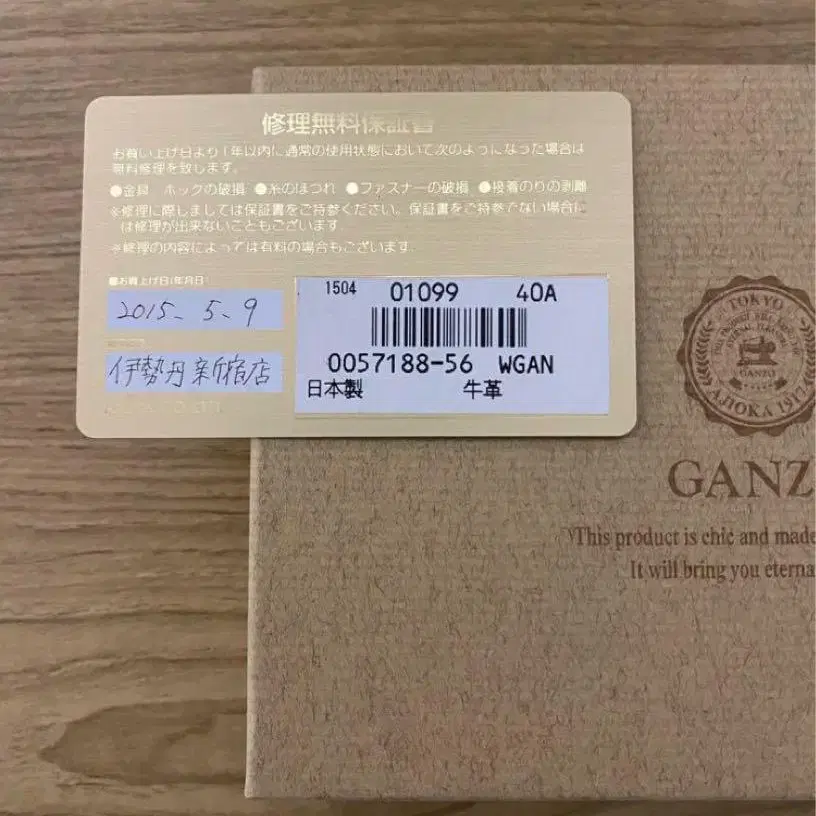 修理無料保証書
お買い上げ日より1年以内に通常の使用状態において次のようになった場合は
無料修理を致します。
●金具 ホックの破損 ●糸のほつれ ●ファスナーの破損 ●接着のりの剥離
※修理に際しましては保証書をご持参ください。保証書をご持参でない場合に
は修理が出来ないこともございます
※修理の内容によっては有料の場合もございます
■お買上げ日(年月日)
2015. 5. 9
伊勢丹新宿店
1504 01099 40A
0057188-56 WGAN
日本製 牛革
TOKYO
GANZO
AJIOKA 1917
GANZ
This product is chic and made
It will bring you eterna